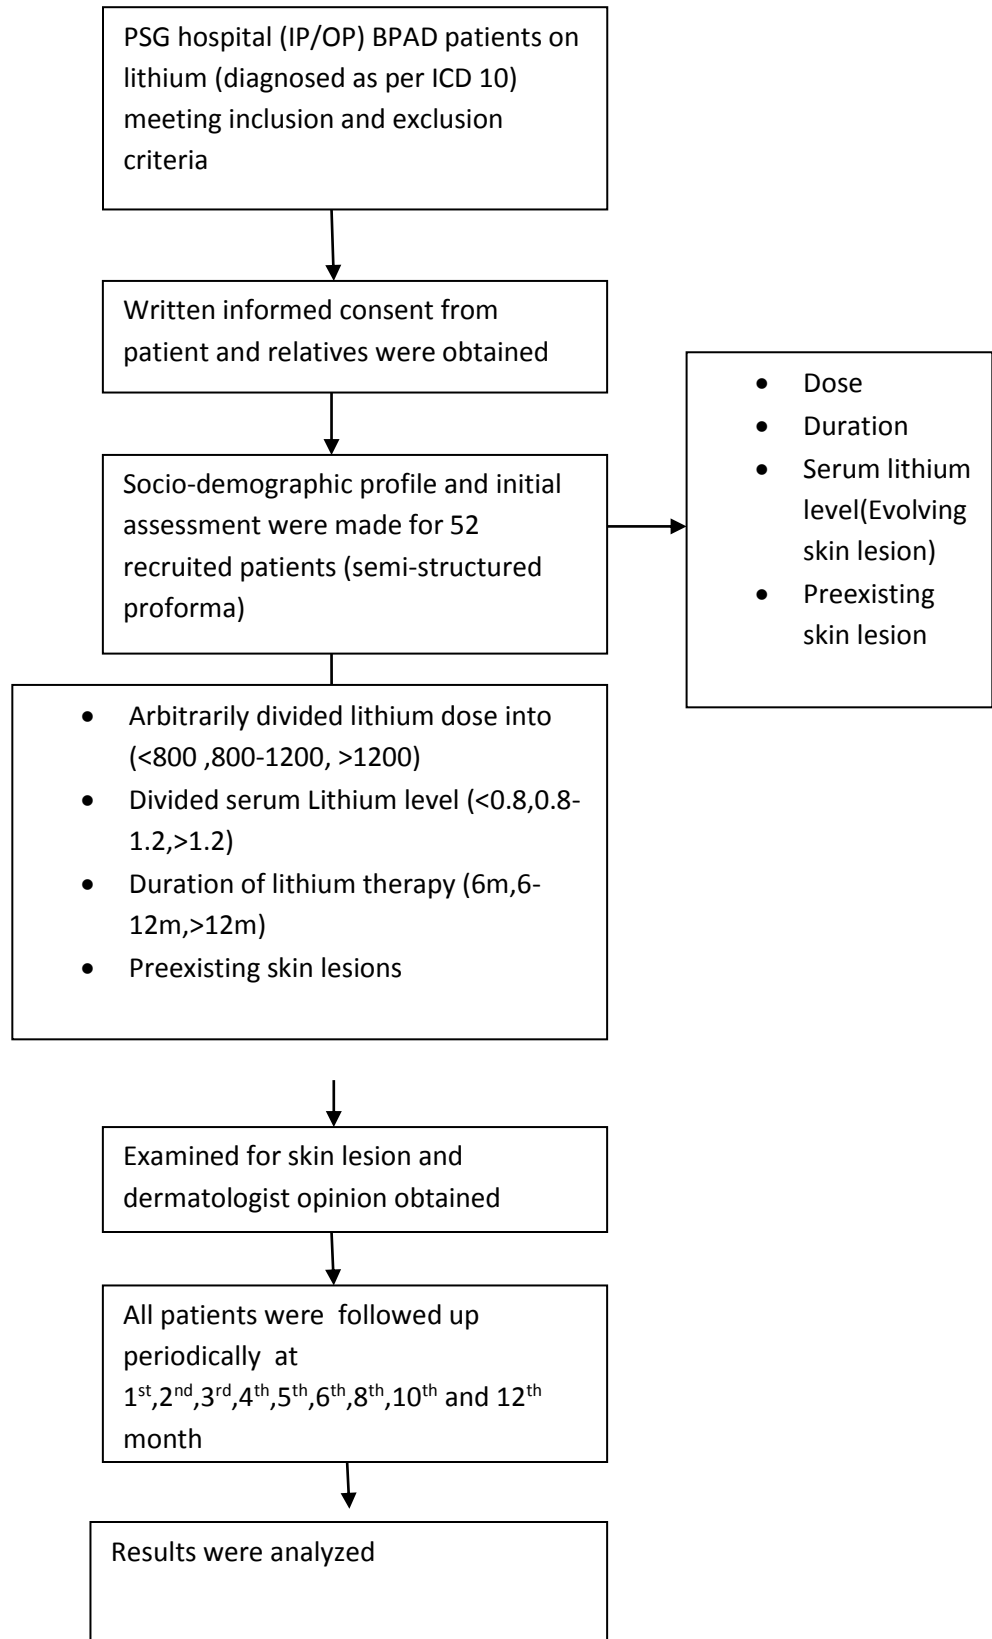 PSG hospital (IP/OP) BPAD patients on
lithium (diagnosed as per ICD 10)
meeting inclusion and exclusion
criteria
Written informed consent from
patient and relatives were obtained
Socio-demographic profile and initial
assessment were made for 52
recruited patients (semi-structured
proforma)
• Dose
• Duration
• Serum lithium
level(Evolving
skin lesion)
• Preexisting
skin lesion
• Arbitrarily divided lithium dose into
(<800 ,800-1200, >1200)
• Divided serum Lithium level (<0.8,0.8-
1.2,>1.2)
• Duration of lithium therapy (6m,6-
12m,>12m)
• Preexisting skin lesions
Examined for skin lesion and
dermatologist opinion obtained
All patients were  followed up
periodically  at
1st,2nd,3rd,4th,5th,6th,8th,10th and 12th
month
Results were analyzed